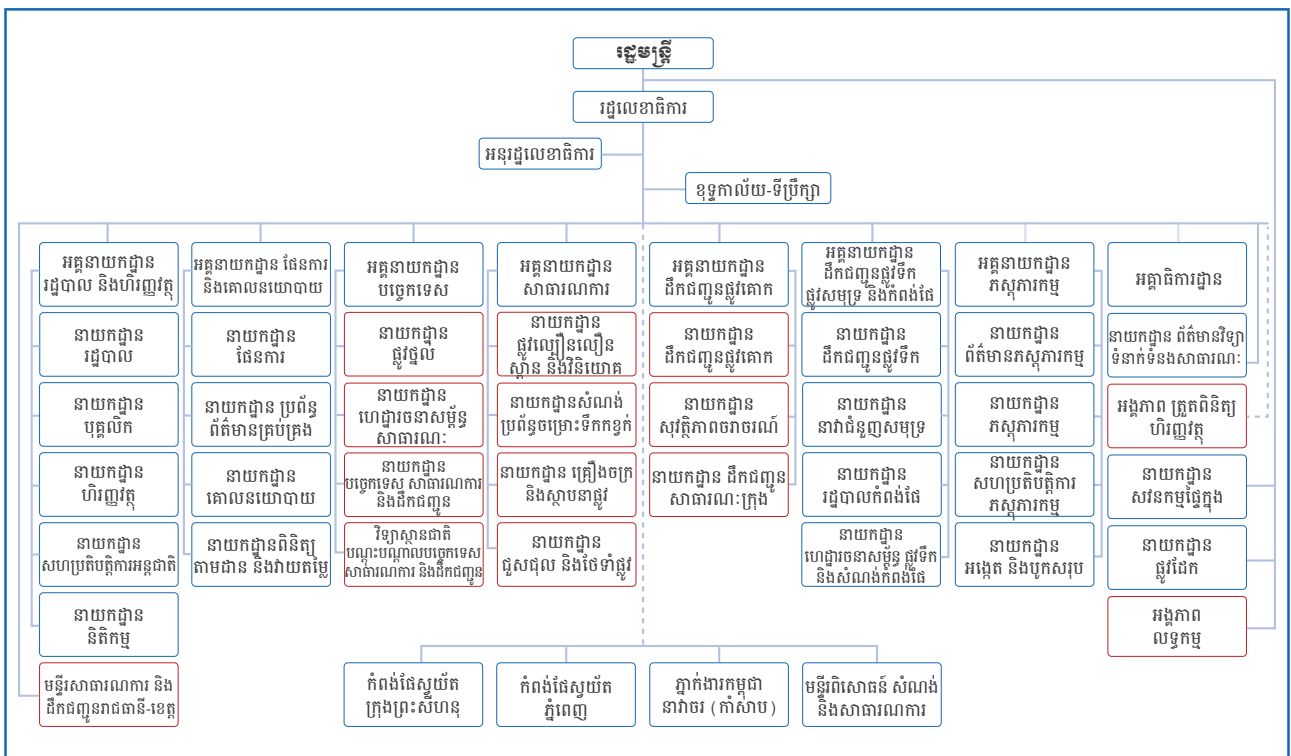 រដ្ឋមន្ត្រី
រដ្ឋលេខាធិការ
អនុរដ្ឋលេខាធិការ
ខុទ្ទកាល័យ-ទីប្រឹក្សា
អគ្គនាយកដ្ឋាន
រដ្ឋបាល និងហិរញ្ញវត្ថុ
នាយកដ្ឋាន
រដ្ឋបាល
នាយកដ្ឋាន
បុគ្គលិក
នាយកដ្ឋាន
ហិរញ្ញវត្ថុ
នាយកដ្ឋាន
សហប្រតិបត្តិការអន្តជាតិ
នាយកដ្ឋាន
និតិកម្ម
មន្ទីរសាធារណការ និង
ដឹកជញ្ជូនរាជធានី-ខេត្ត
អគ្គនាយកដ្ឋាន ផែនការ
និងគោលនយោបាយ
នាយកដ្ឋាន
ផែនការ
នាយកដ្ឋាន ប្រព័ន្ធ
ព័ត៌មានគ្រប់គ្រង
នាយកដ្ឋាន
គោលនយោបាយ
នាយកដ្ឋានពិនិត្យ
តាមដាន និងវាយតម្លៃ
អគ្គនាយកដ្ឋាន
បច្ចេកទេស
នាយកដ្ឋាន
ផ្លូវថ្នល់
នាយកដ្ឋាន
ហេដ្ឋារចនាសម្ព័ន្ធ
សាធារណៈ
នាយកដ្ឋាន
បច្ចេកទេស សាធារណការ
និងដឹកជញ្ជូន
វិទ្យាស្ថានជាតិ
បណ្តុះបណ្តាលបច្ចេកទេស
សាធារណការ និងដឹកជញ្ជូន
អគ្គនាយកដ្ឋាន
សាធារណការ
នាយកដ្ឋាន
ផ្លូវល្បឿនលឿន
ស្ពាន និងវិនិយោគ
នាយកដ្ឋានសំណង់
ប្រព័ន្ធចម្រោះទឹកកខ្វក់
នាយកដ្ឋាន គ្រឿងចក្រ
និងស្ថាបនាផ្លូវ
នាយកដ្ឋាន
ជួសជុល និងថែទាំផ្លូវ
អគ្គនាយកដ្ឋាន
ដឹកជញ្ជូនផ្លូវគោក
នាយកដ្ឋាន
ដឹកជញ្ជូនផ្លូវគោក
នាយកដ្ឋាន
សុវត្ថិភាពចរាចរណ៍
នាយកដ្ឋាន ដឹកជញ្ជូន
សាធារណៈក្រុង
អគ្គនាយកដ្ឋាន
ដឹកជញ្ជូនផ្លូវទឹក
ផ្លូវសមុទ្រ និងកំពង់ផែ
នាយកដ្ឋាន
ដឹកជញ្ជូនផ្លូវទឹក
នាយកដ្ឋាន
នាវាជំនួញសមុទ្រ
នាយកដ្ឋាន
រដ្ឋបាលកំពង់ផែ
នាយកដ្ឋាន
ហេដ្ឋារចនាសម្ព័ន្ធ ផ្លូវទឹក
និងសំណង់កំពង់ផែ
អគ្គនាយកដ្ឋាន
ភស្តុភារកម្ម
នាយកដ្ឋាន
ព័ត៌មានភស្តុភារកម្ម
នាយកដ្ឋាន
ភស្តុភារកម្ម
នាយកដ្ឋាន
សហប្រតិបត្តិការ
ភស្តុភារកម្ម
នាយកដ្ឋាន
អង្កេត និងបូកសរុប
អគ្គាធិការដ្ឋាន
នាយកដ្ឋាន ព័ត៌មានវិទ្យា
ទំនាក់ទំនងសាធារណៈ
អង្គភាព ត្រួតពិនិត្យ
ហិរញ្ញវត្ថុ
នាយកដ្ឋាន
សវនកម្មផ្ទៃក្នុង
នាយកដ្ឋាន
ផ្លូវដែក
អង្គភាព
លទ្ធកម្ម
កំពង់ផែស្វយ័ត
ក្រុងព្រះសីហនុ
កំពង់ផែស្វយ័ត
ភ្នំពេញ
ភ្នាក់ងារកម្ពុជា
នាវាចរ (កាំសាប)
មន្ទីរពិសោធន៍ សំណង់
និងសាធារណការ